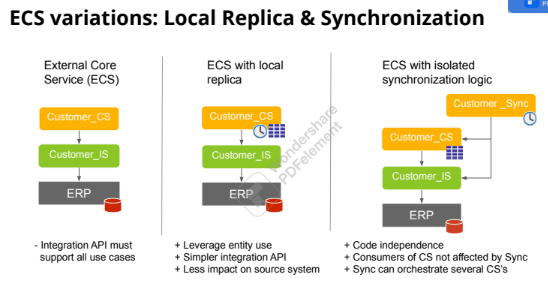 ECS variations: Local Replica & Synchronization
External Core
Service (ECS)
Customer_CS
Customer_IS
ERP
- Integration API must
support all use cases
ECS with local
replica
Customer_CS
Customer_IS
ERP
+ Leverage entity use
+ Simpler integration API
+ Less impact on source system
ECS with isolated
synchronization logic
Customer _Sync
Customer_CS
Customer_IS
ERP
+ Code independence
+ Consumers of CS not affected by Sync
+ Sync can orchestrate several CS's
Wondershare
PDFelement